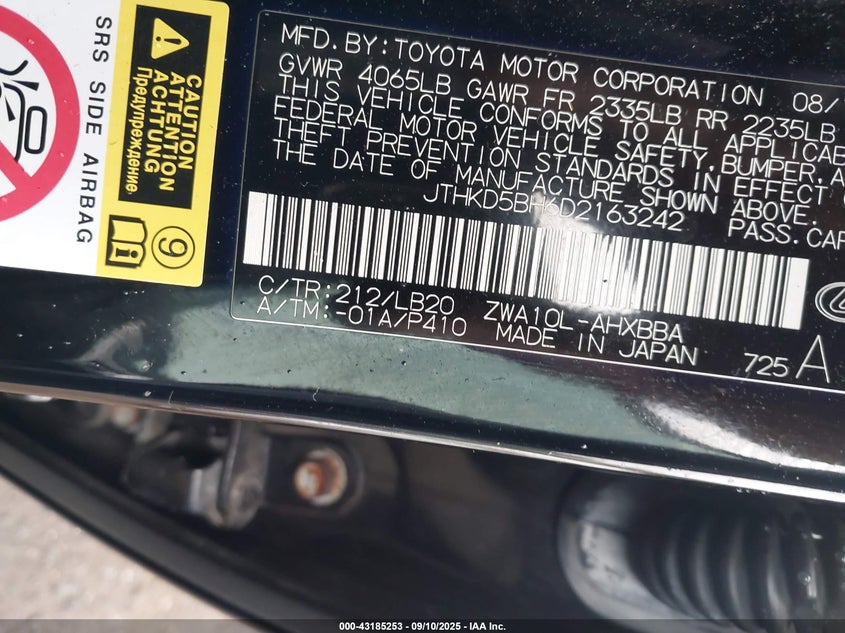 SRS SIDE AIRBAG
CAUTION
ATTENTION
ACHTUNG
Предупреждение
MFD. BY: TOYOTA MOTOR CORPORATION 08/
GVWR 4065LB GAWR FR 2335LB RR 2235LB
THIS VEHICLE CONFORMS TO ALL APPLICAB
FEDERAL MOTOR VEHICLE SAFETY, BUMPER, A
THEFT PREVENTION STANDARDS IN EFFECT
THE DATE OF MANUFACTURE SHOWN ABOVE.
JTHKD5BH6D2163242 PASS.CAR
C/TR:212/LB20 ZWA10L-AHXBBA
A/TM:-01A/P410 MADE IN JAPAN 725 A
000-43185253 - 09/10/2025 - IAA Inc.